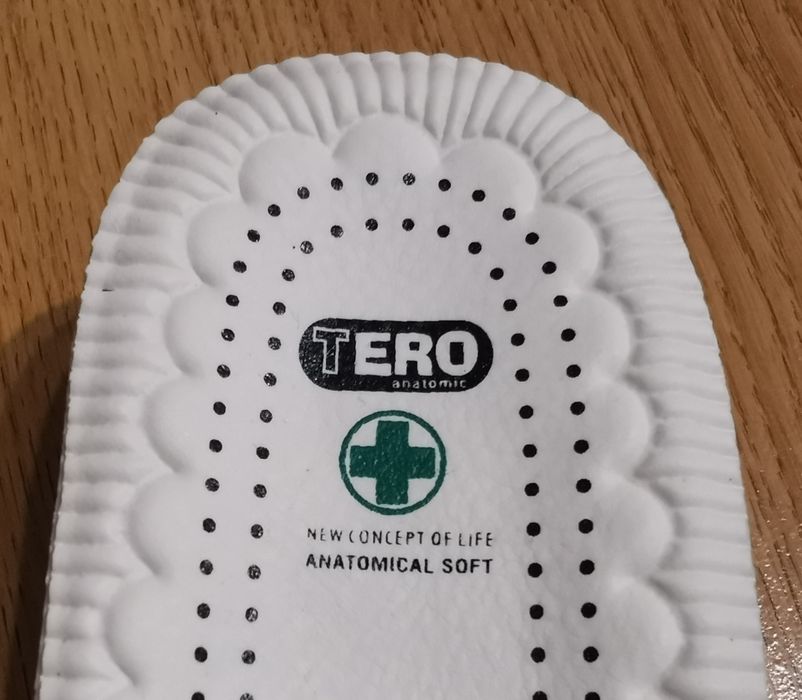 TERO
anatomic
NEW CONCEPT OF LIFE
ANATOMICAL SOFT